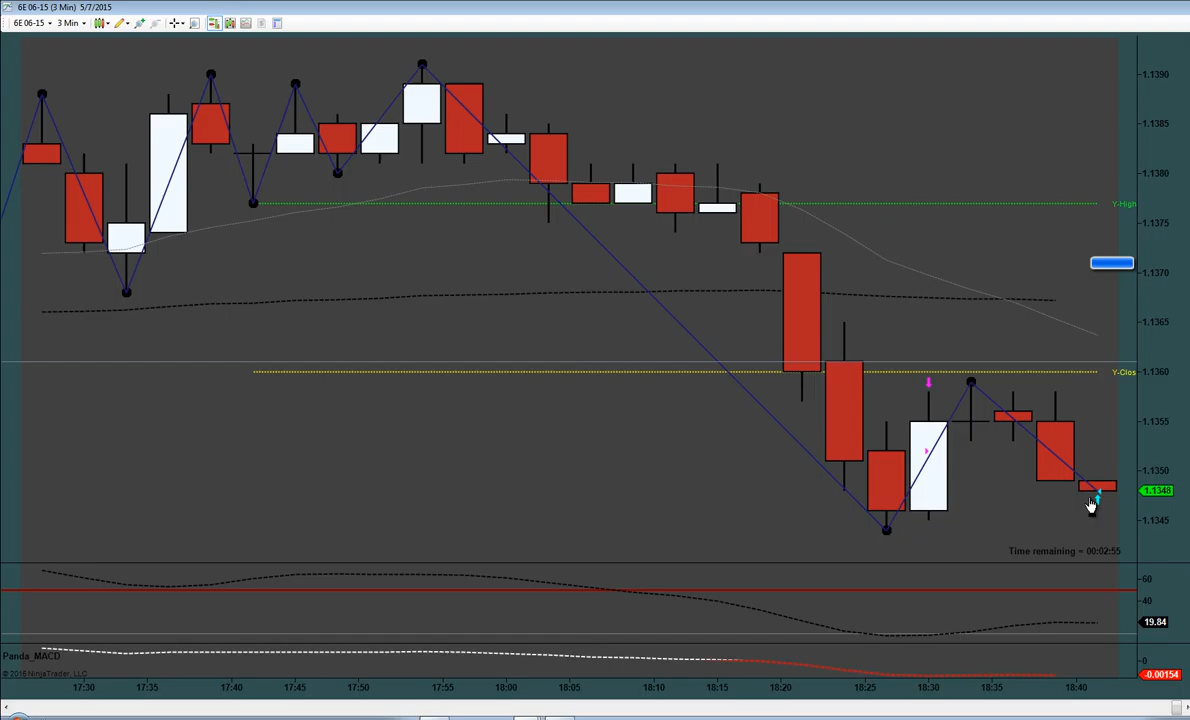 6E 06-15 (3 Min) 5/7/2015
6E 06-15 3 Min
1.1390
1.1385
1.1380
1.1375
Y-High
1.1370
1.1365
1.1360
Y-Clos
1.1355
1.1350
1.1348
1.1345
Time remaining = 00:02:55
60
40
19.84
Panda_MACD
0
© 2015 NinjaTrader, LLC
-0.00154
17:30 17:35 17:40 17:45 17:50 17:55 18:00 18:05 18:10 18:15 18:20 18:25 18:30 18:35 18:40